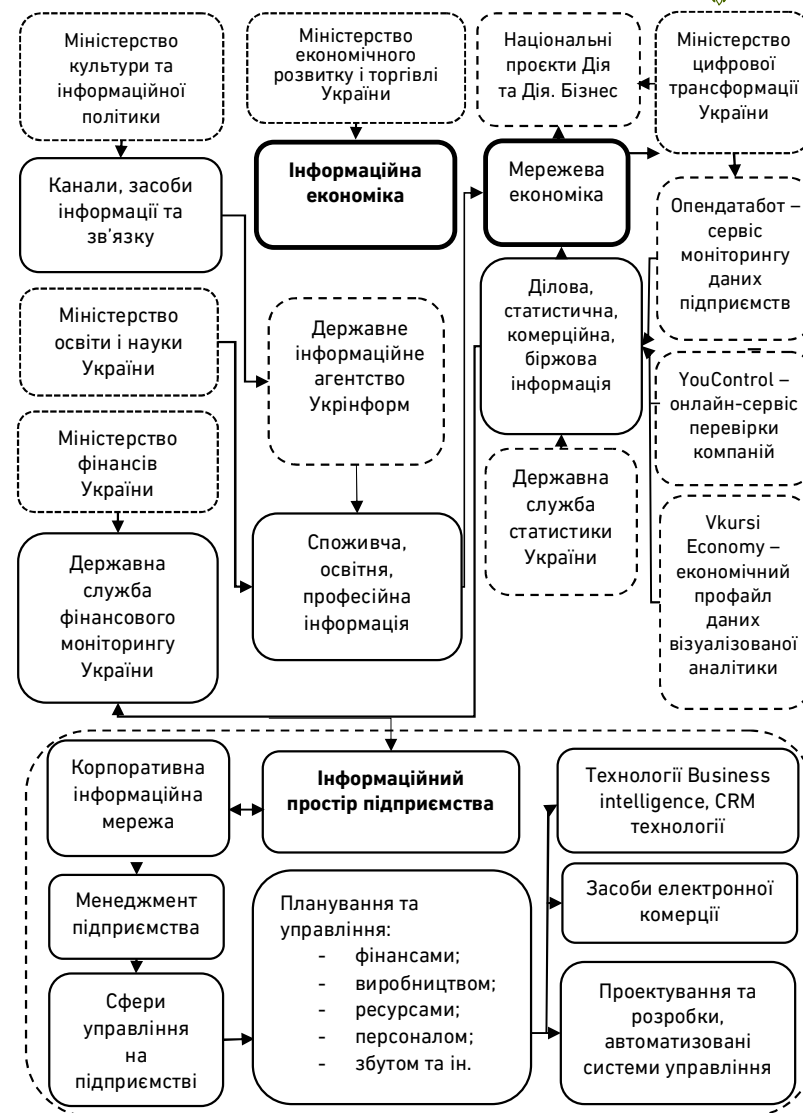 Міністерство
культури та
інформаційної
політики
Міністерство
економічного
розвитку і торгівлі
України
Національні
проєкти Дія
та Дія. Бізнес
Міністерство
цифрової
трансформації
України
Канали, засоби
інформації та
зв’язку
Інформаційна
економіка
Мережева
економіка
Опендатабот –
сервіс
моніторингу
даних
підприємств
Міністерство
освіти і науки
України
Державне
інформаційне
агентство
Укрінформ
Ділова,
статистична,
комерційна,
біржова
інформація
YouControl –
онлайн-сервіс
перевірки
компаній
Міністерство
фінансів
України
Державна
служба
статистики
України
Державна
служба
фінансового
моніторингу
України
Споживча,
освітня,
професійна
інформація
Vkursi
Economy –
економічний
профайл
даних
візуалізованої
аналітики
Корпоративна
інформаційна
мережа
Інформаційний
простір підприємства
Технології Business
intelligence, CRM
технології
Менеджмент
підприємства
Планування та
управління:
- фінансами;
- виробництвом;
- ресурсами;
- персоналом;
- збутом та ін.
Засоби електронної
комерції
Сфери
управління
на
підприємстві
Проектування та
розробки,
автоматизовані
системи управління